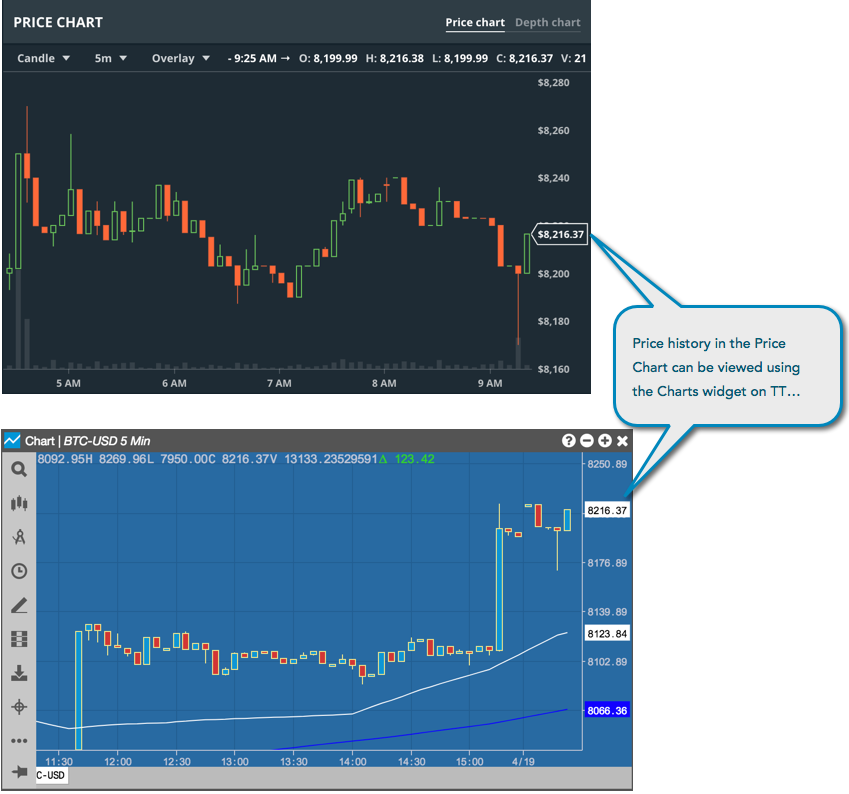 PRICE CHART
Price chart Depth chart
Candle 5m Overlay - 9:25 AM → O: 8,199.99 H: 8,216.38 L: 8,199.99 C: 8,216.37 V: 21
$8,280
$8,260
$8,240
$8,216.37
$8,200
$8,180
$8,160
5 AM 6 AM 7 AM 8 AM 9 AM
Price history in the Price
Chart can be viewed using
the Charts widget on TT...
Chart | BTC-USD 5 Min
8092.95H 8269.96L 7950.00C 8216.37V 13133.23529591Δ 123.42
8250.89
8216.37
8176.89
8139.89
8123.84
8102.89
8066.36
11:30 12:00 12:30 13:00 13:30 14:00 14:30 15:00 4/19
C-USD